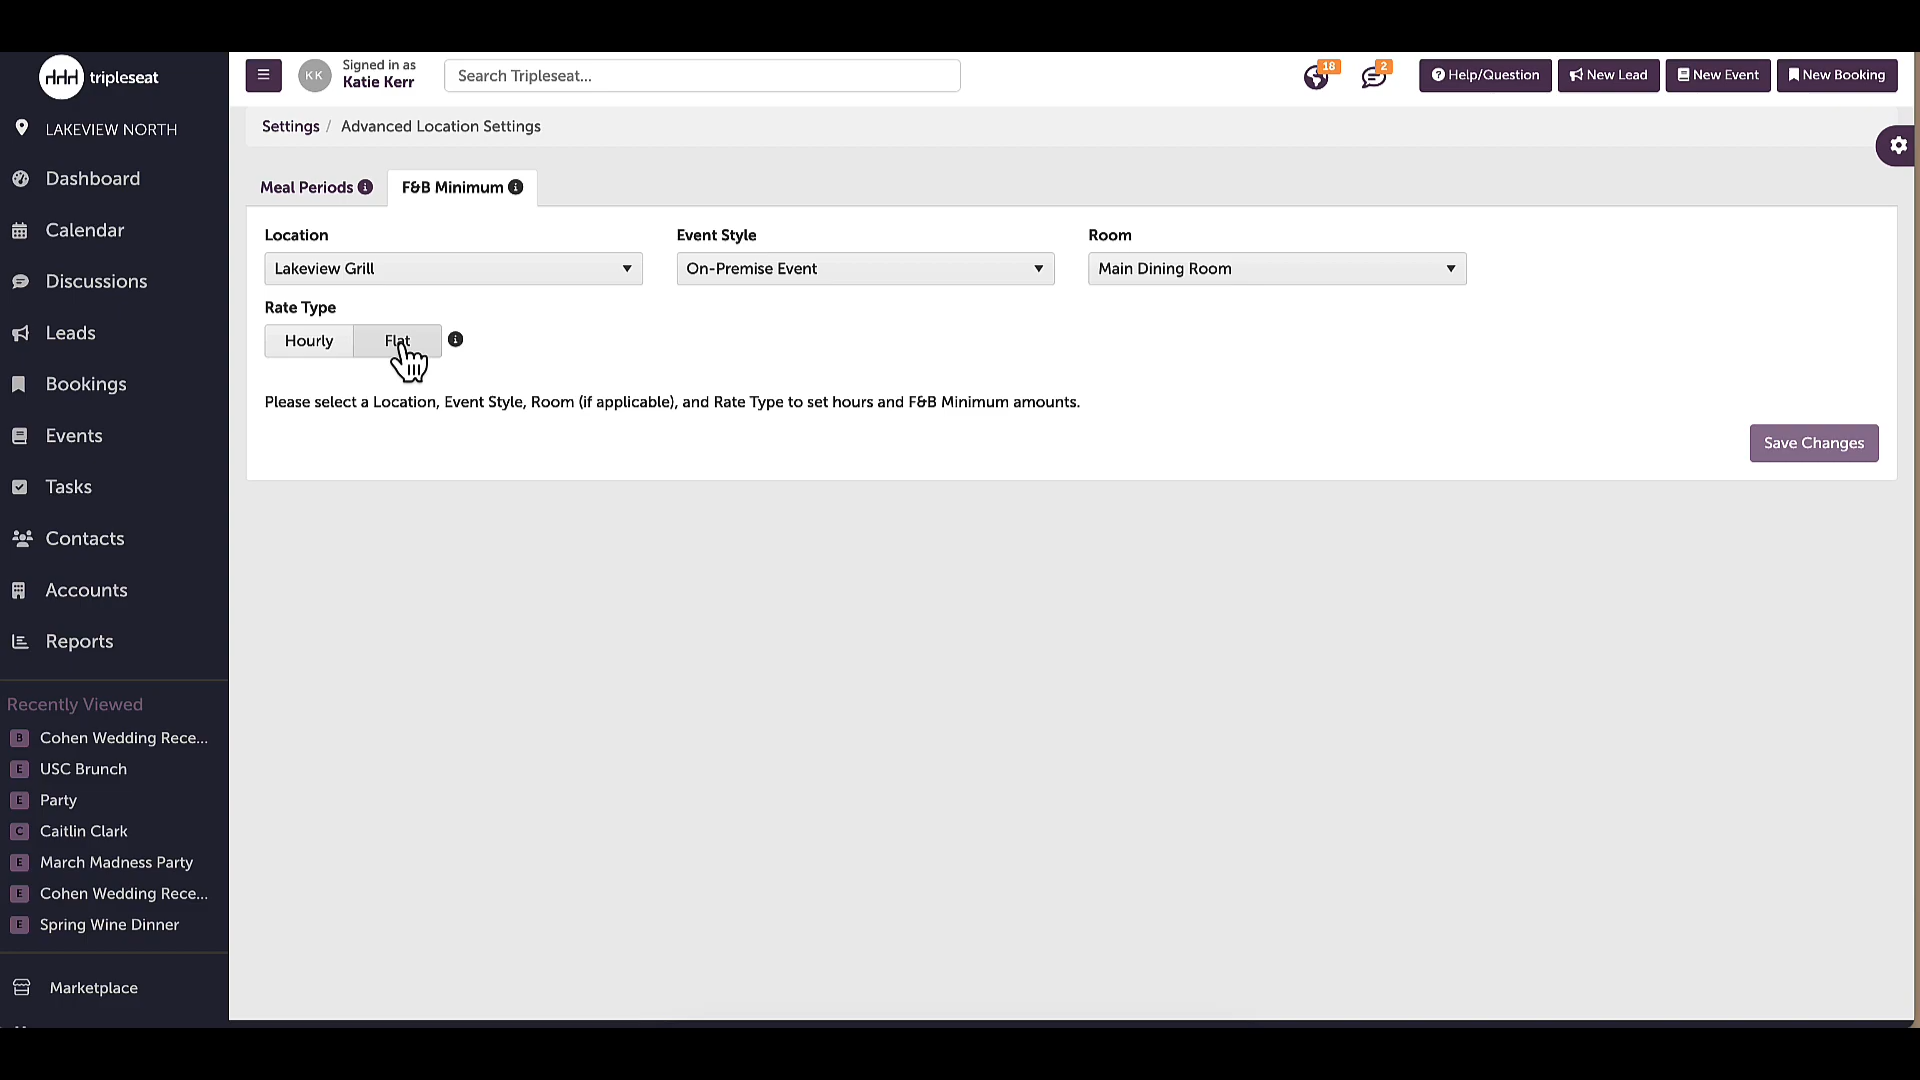 tripleseat
LAKEVIEW NORTH
Dashboard
Calendar
Discussions
Leads
Bookings
Events
Tasks
Contacts
Accounts
Reports
Recently Viewed
B Cohen Wedding Rece...
E USC Brunch
E Party
C Caitlin Clark
E March Madness Party
E Cohen Wedding Rece...
E Spring Wine Dinner
Marketplace
KK
Signed in as
Katie Kerr
Search Tripleseat...
18
2
Help/Question
New Lead
New Event
New Booking
Settings / Advanced Location Settings
Meal Periods
F&B Minimum
Location
Event Style
Room
Lakeview Grill
On-Premise Event
Main Dining Room
Rate Type
Hourly
Flat
Please select a Location, Event Style, Room (if applicable), and Rate Type to set hours and F&B Minimum amounts.
Save Changes